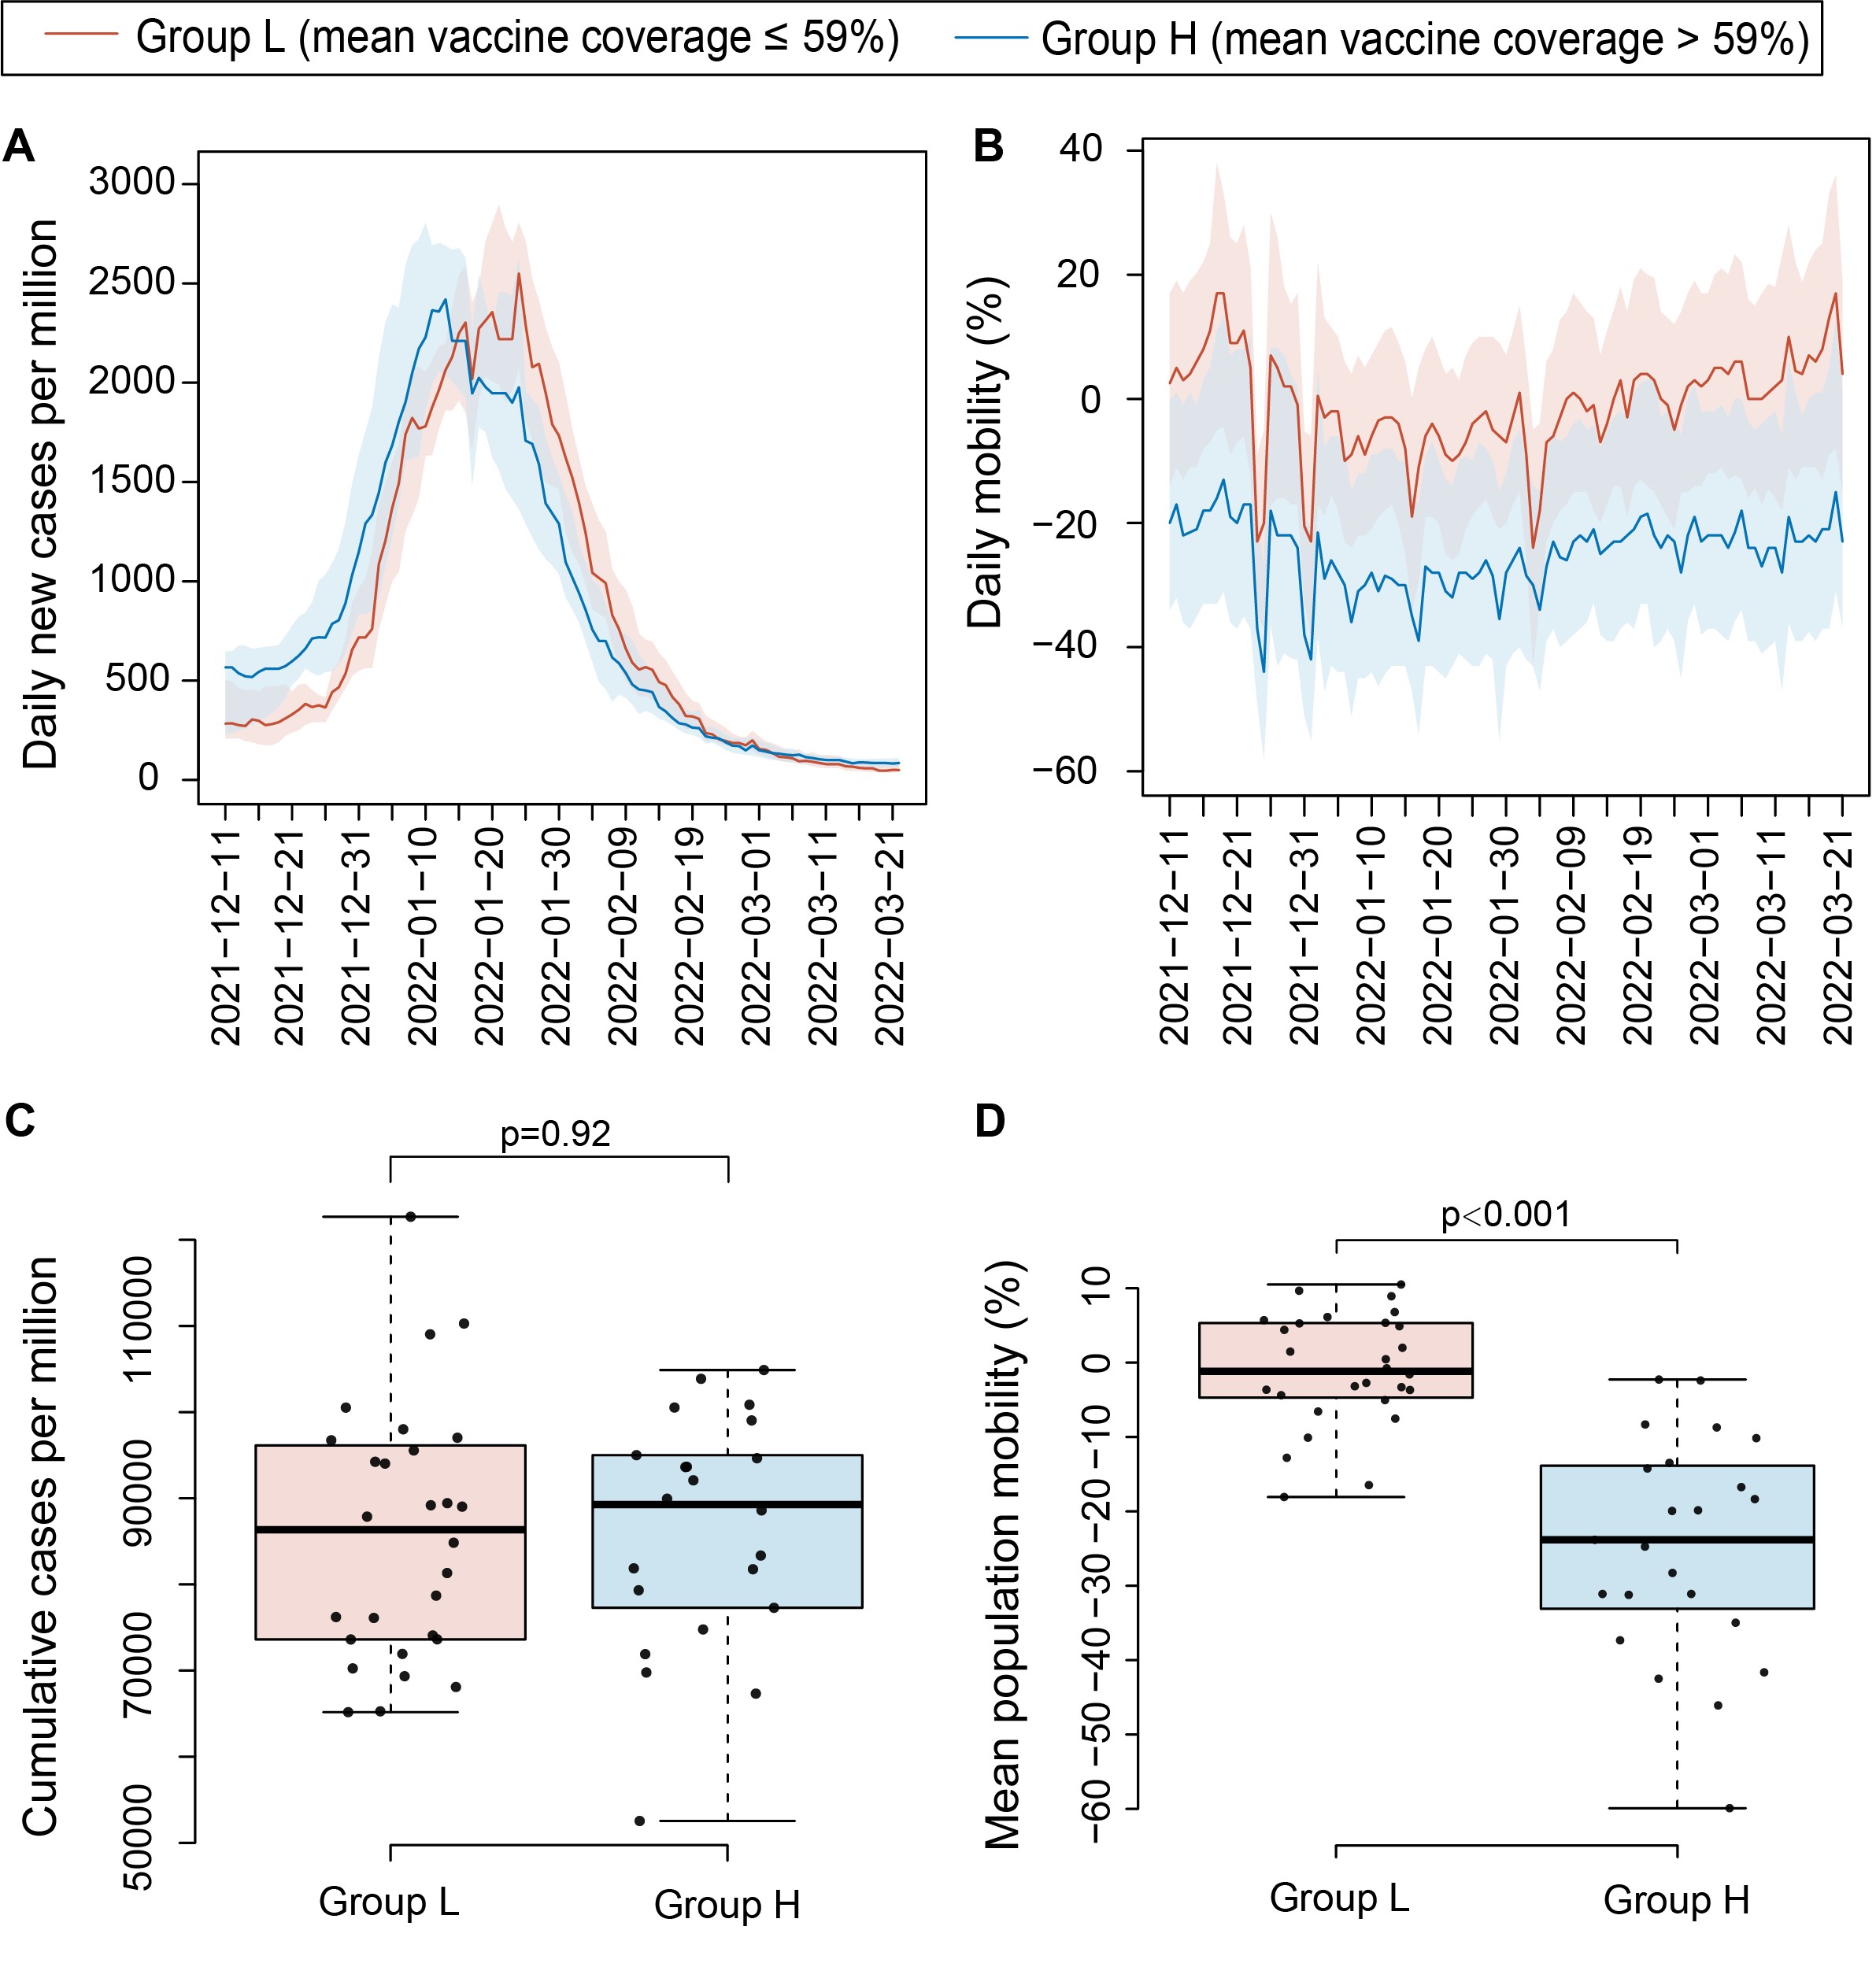 Group L (mean vaccine coverage ≤ 59%)
Group H (mean vaccine coverage > 59%)
A
Daily new cases per million
3000
2500
2000
1500
1000
500
0
2021−12−11
2021−12−21
2021−12−31
2022−01−10
2022−01−20
2022−01−30
2022−02−09
2022−02−19
2022−03−01
2022−03−11
2022−03−21
B
Daily mobility (%)
40
20
0
−20
−40
−60
2021−12−11
2021−12−21
2021−12−31
2022−01−10
2022−01−20
2022−01−30
2022−02−09
2022−02−19
2022−03−01
2022−03−11
2022−03−21
C
p=0.92
Cumulative cases per million
110000
90000
70000
50000
Group L
Group H
D
p<0.001
Mean population mobility (%)
10
0
−10
−20
−30
−40
−50
−60
Group L
Group H